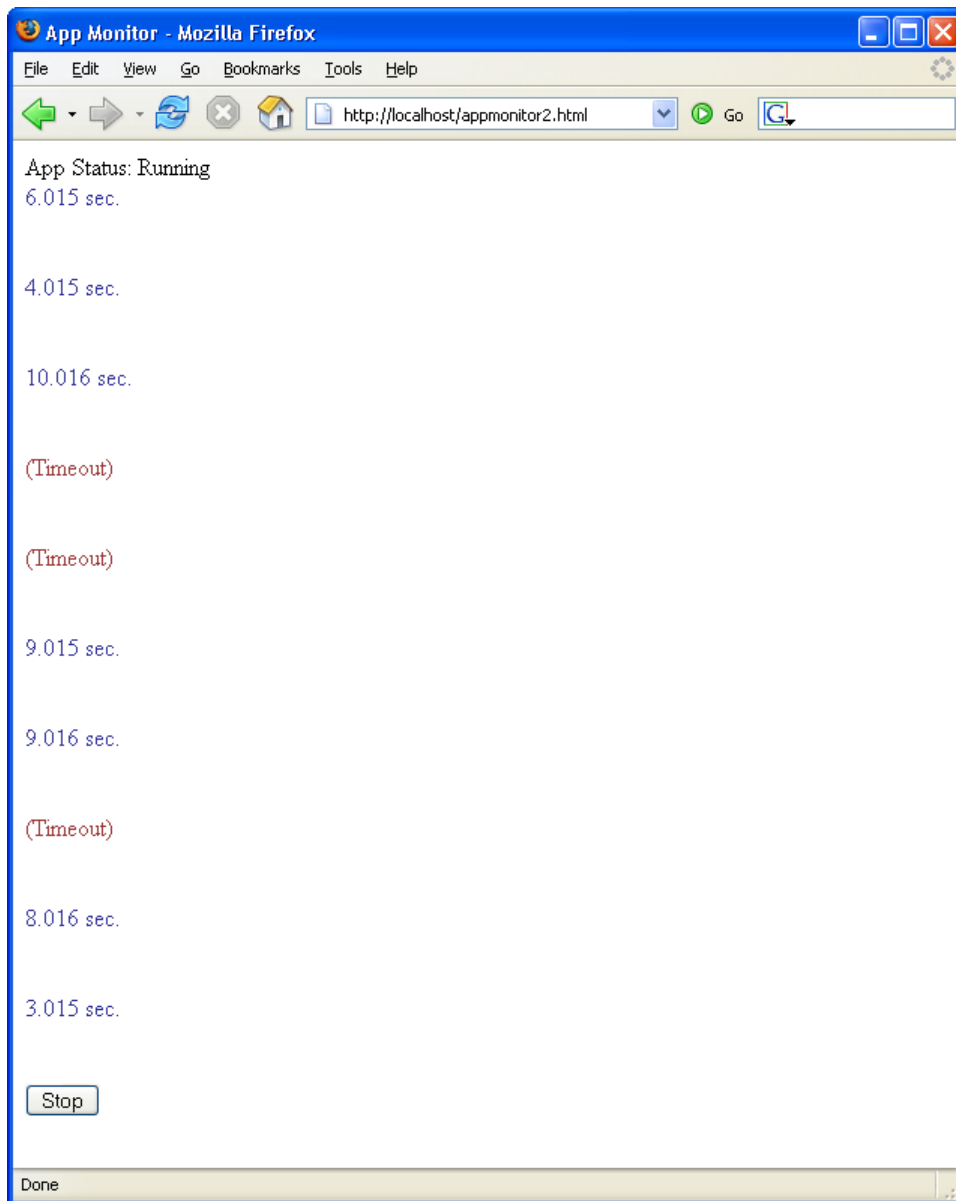 App Monitor - Mozilla Firefox
File Edit View Go Bookmarks Tools Help
http://localhost/appmonitor2.html Go G
App Status: Running
6.015 sec.
4.015 sec.
10.016 sec.
(Timeout)
(Timeout)
9.015 sec.
9.016 sec.
(Timeout)
8.016 sec.
3.015 sec.
Stop
Done